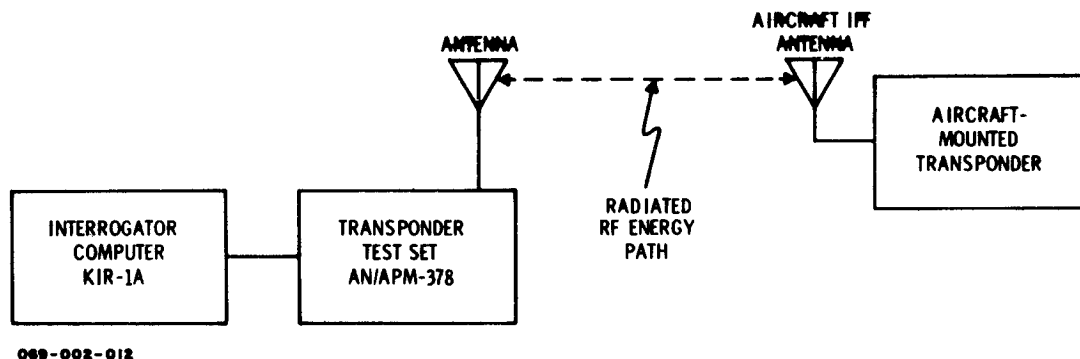 ANTENNA
AIRCRAFT IFF
ANTENNA
AIRCRAFT-
MOUNTED
TRANSPONDER
RADIATED
RF ENERGY
PATH
INTERROGATOR
COMPUTER
KIR-1A
TRANSPONDER
TEST SET
AN/APM-378
069-002-012